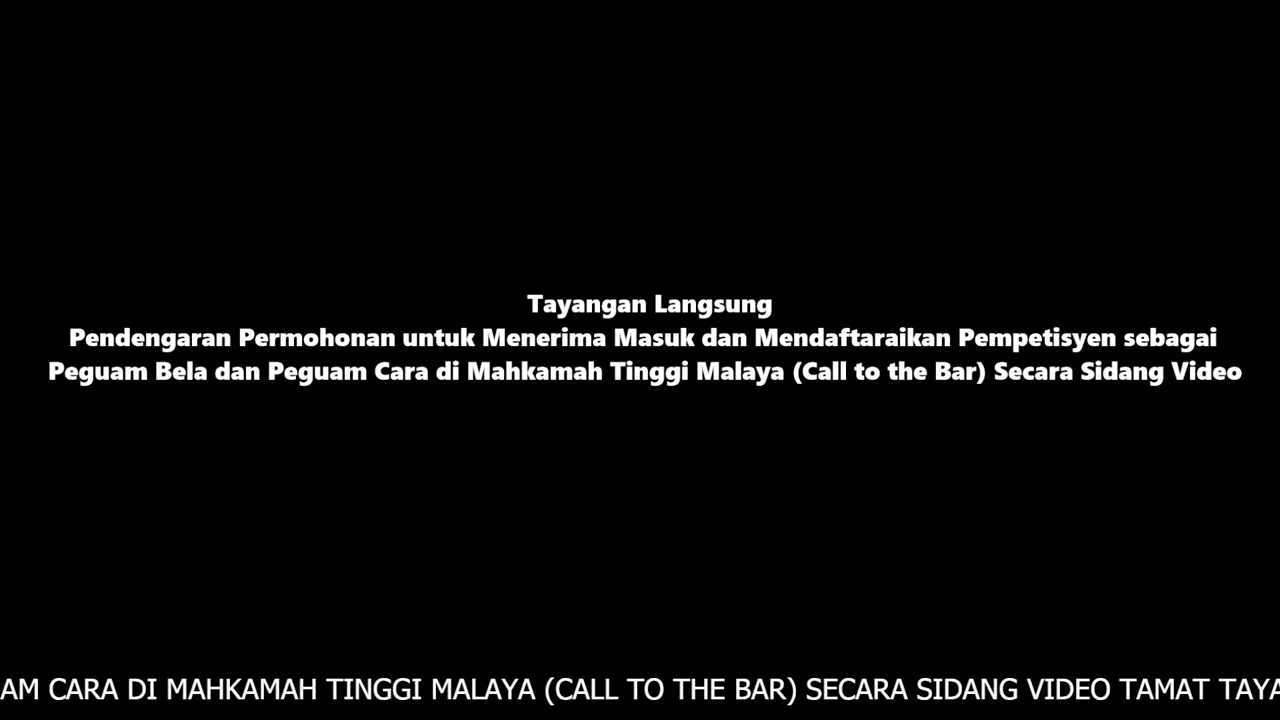 Tayangan Langsung
Pendengaran Permohonan untuk Menerima Masuk dan Mendaftaraikan Pempetisyen sebagai
Peguam Bela dan Peguam Cara di Mahkamah Tinggi Malaya (Call to the Bar) Secara Sidang Video
AM CARA DI MAHKAMAH TINGGI MALAYA (CALL TO THE BAR) SECARA SIDANG VIDEO TAMAT TAYA